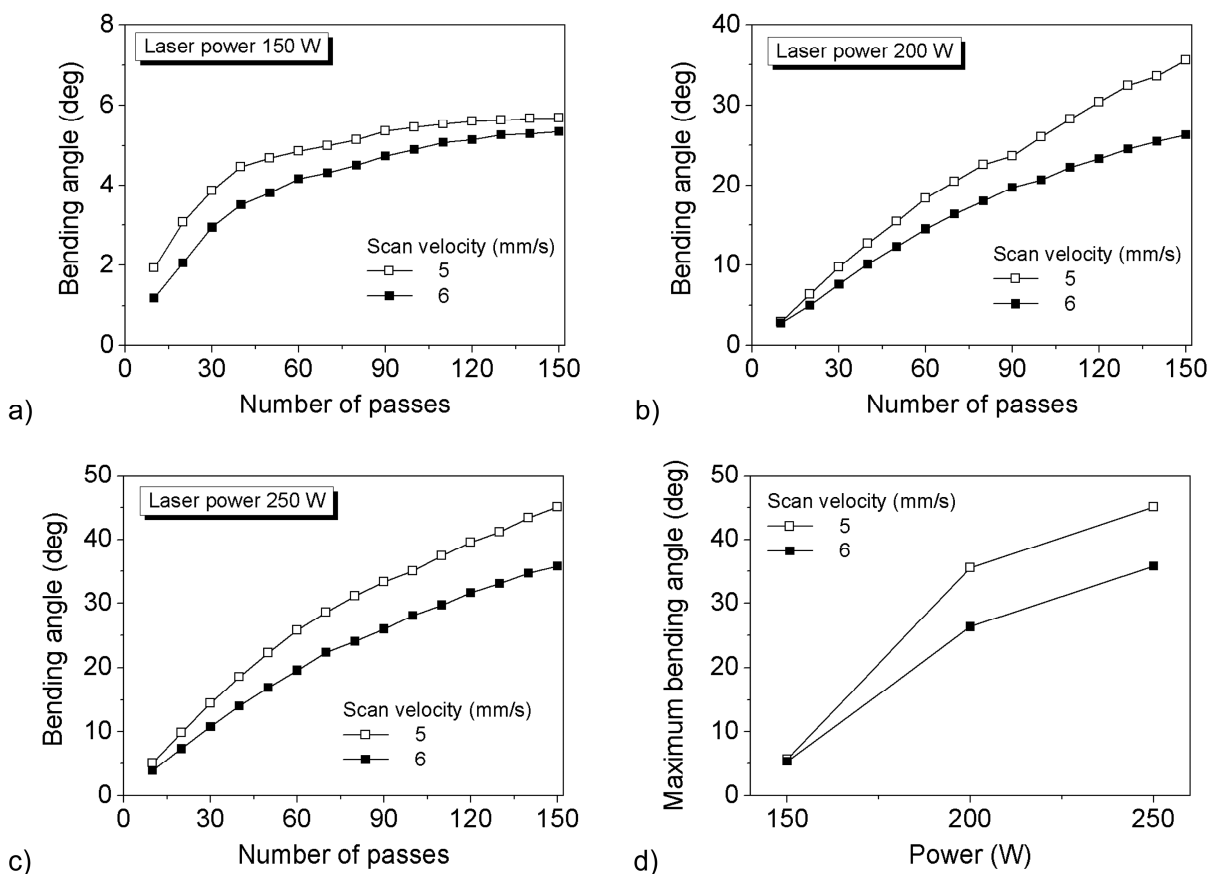 8
6
4
2
0
Bending angle (deg)
Laser power 150 W
Scan velocity (mm/s)
5
6
0 30 60 90 120 150
Number of passes
a)
40
30
20
10
0
Bending angle (deg)
Laser power 200 W
Scan velocity (mm/s)
5
6
0 30 60 90 120 150
Number of passes
b)
50
40
30
20
10
0
Bending angle (deg)
Laser power 250 W
Scan velocity (mm/s)
5
6
0 30 60 90 120 150
Number of passes
c)
50
40
30
20
10
0
Maximum bending angle (deg)
Scan velocity (mm/s)
5
6
150 200 250
Power (W)
d)